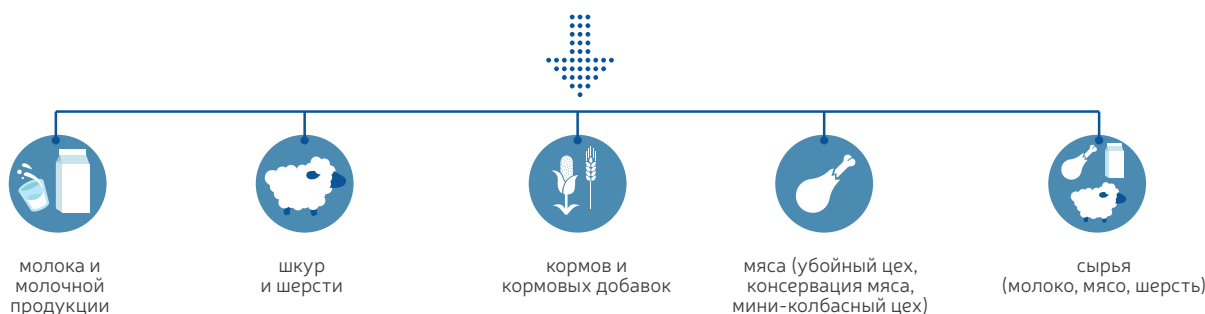 молока и
молочной
продукции
шкур
и шерсти
кормов и
кормовых добавок
мяса (убойный цех,
консервация мяса,
мини-колбасный цех)
сырья
(молоко, мясо, шерсть)